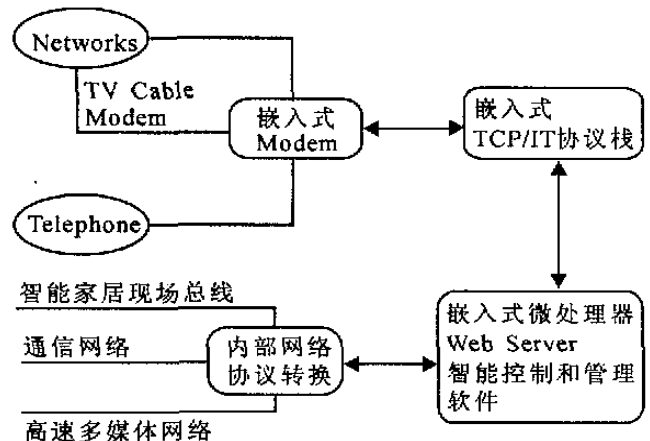 Networks
TV Cable
Modem
嵌入式
Modem
嵌入式
TCP/IT协议栈
Telephone
智能家居现场总线
通信网络
高速多媒体网络
内部网络
协议转换
嵌入式微处理器
Web Server
智能控制和管理
软件